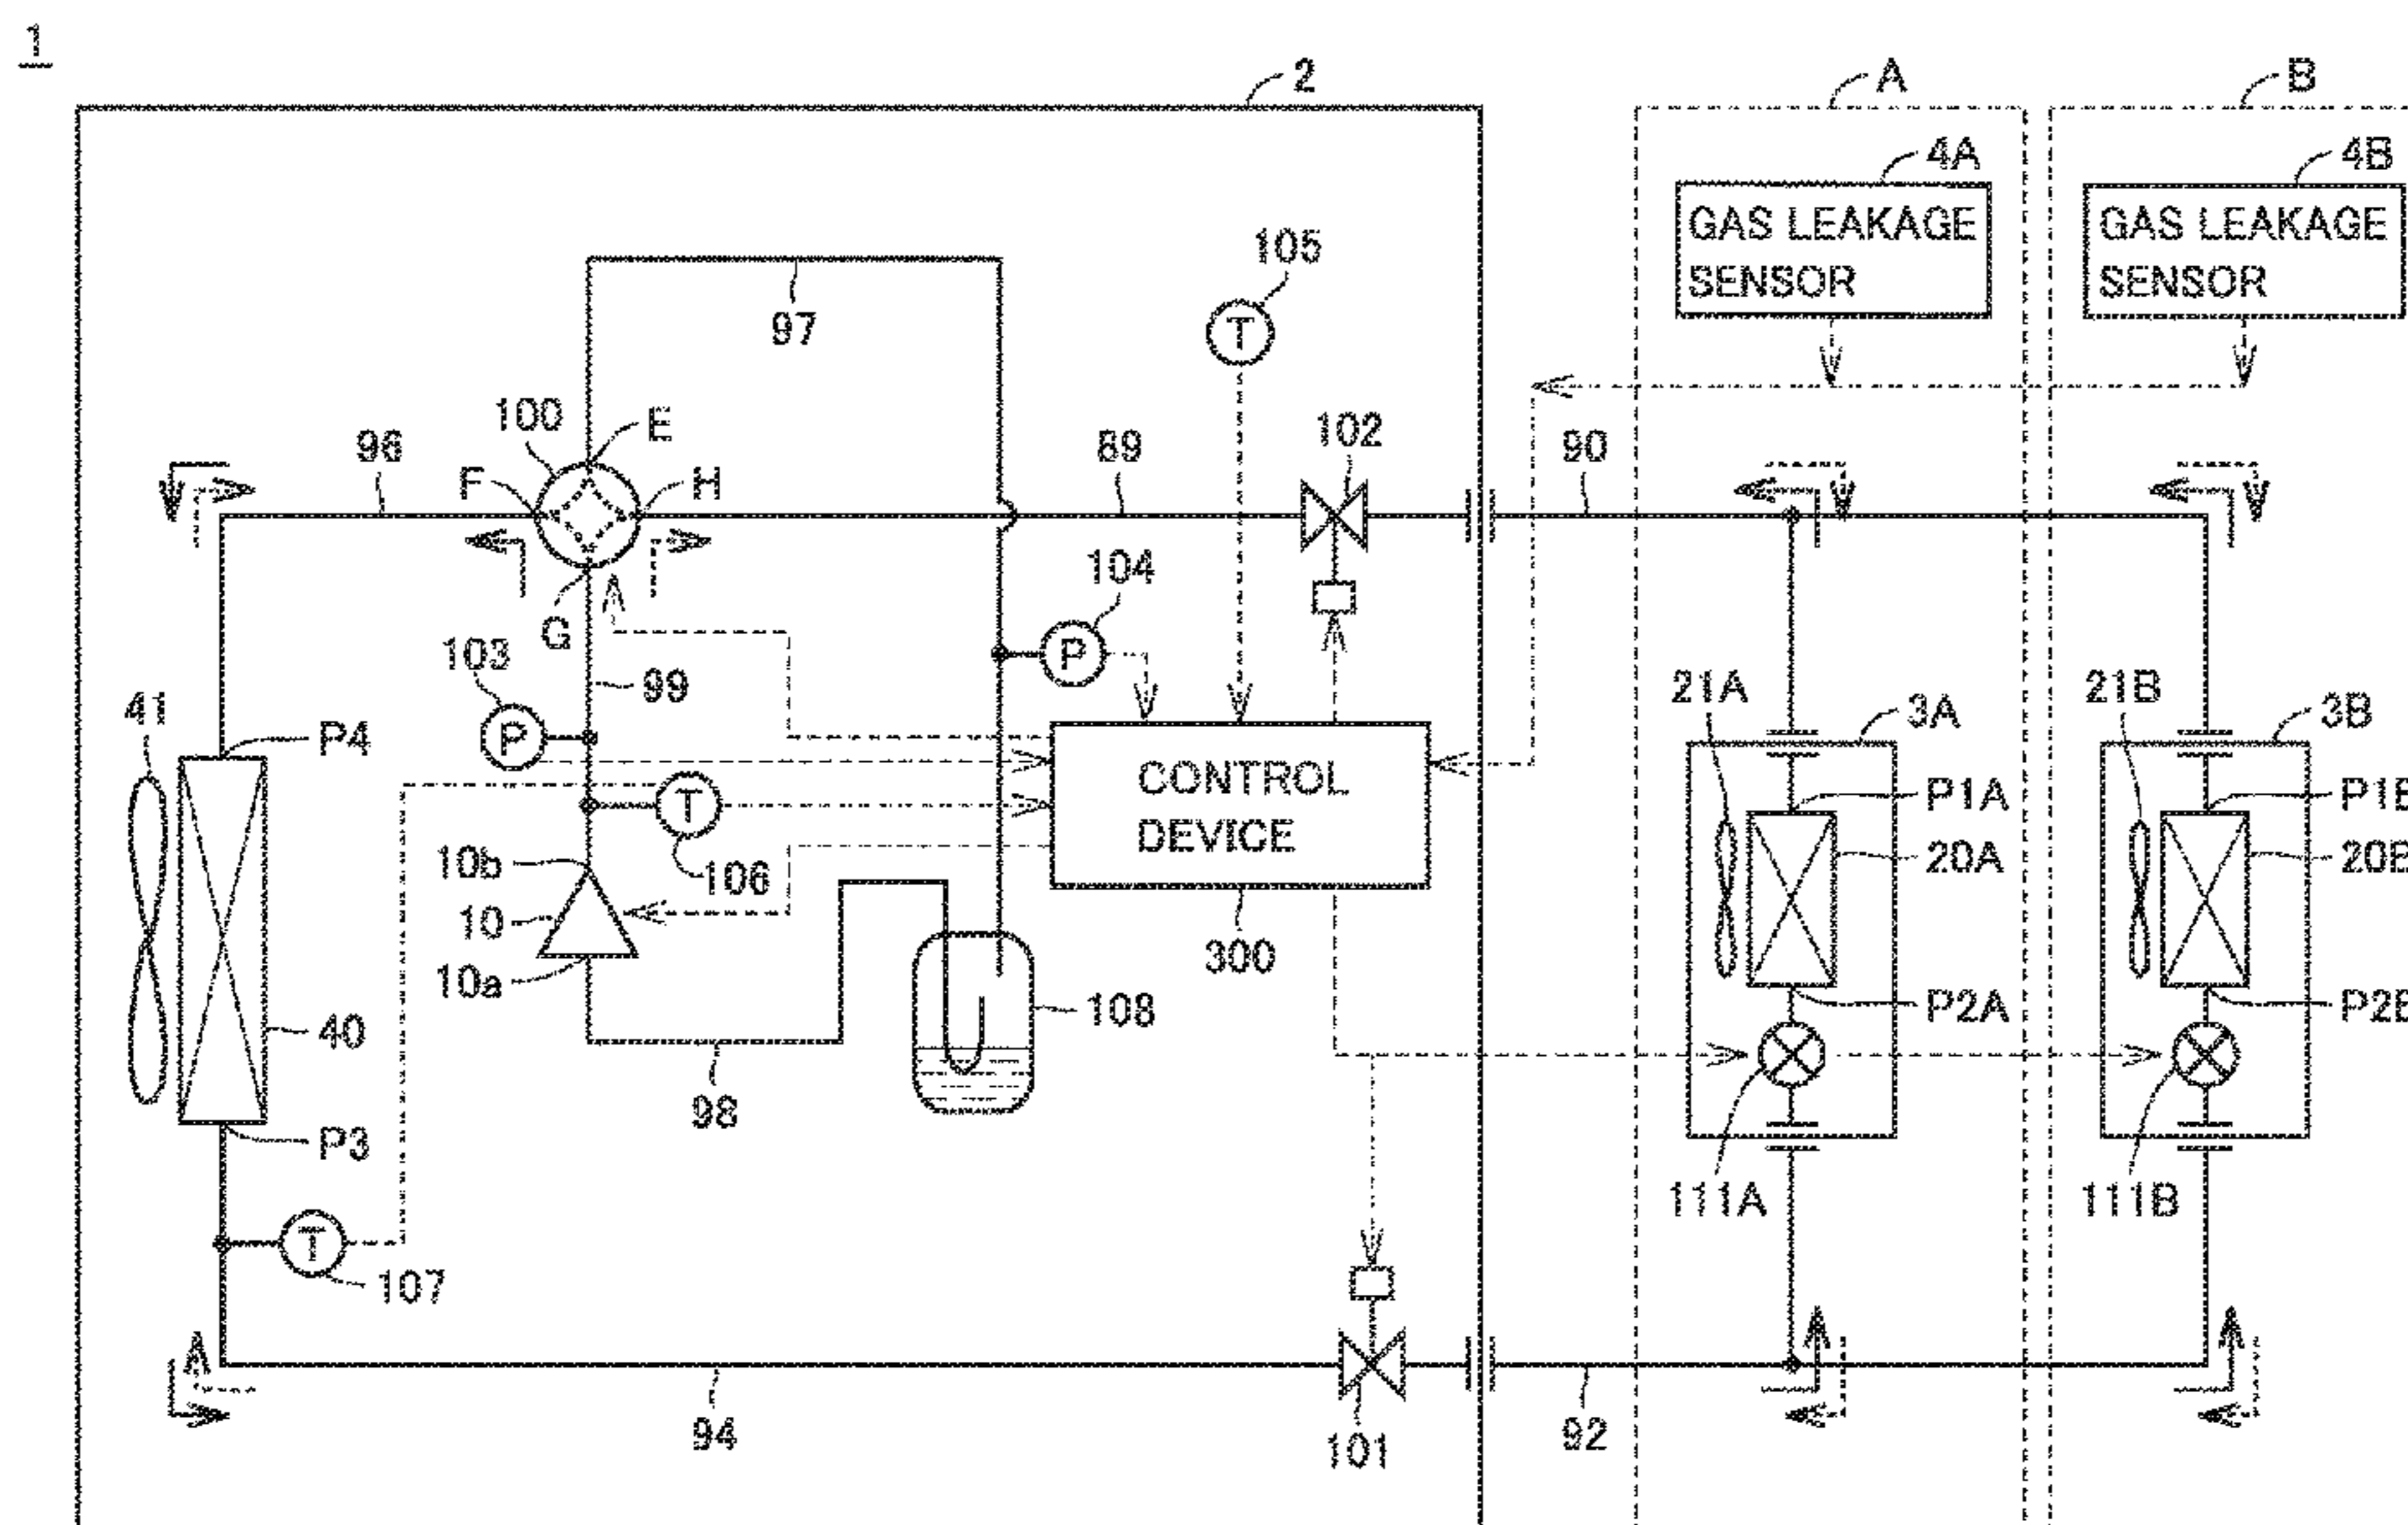 1
2
A
B
4A
4B
GAS LEAKAGE
SENSOR
GAS LEAKAGE
SENSOR
105
T
97
100
E
102
96
F
H
89
90
G
104
103
P
99
P
21A
21B
3A
3B
41
P4
P
T
CONTROL
DEVICE
P1A
10b
106
20A
10
10a
300
108
P2A
40
98
P3
111A
111B
T
107
94
101
92